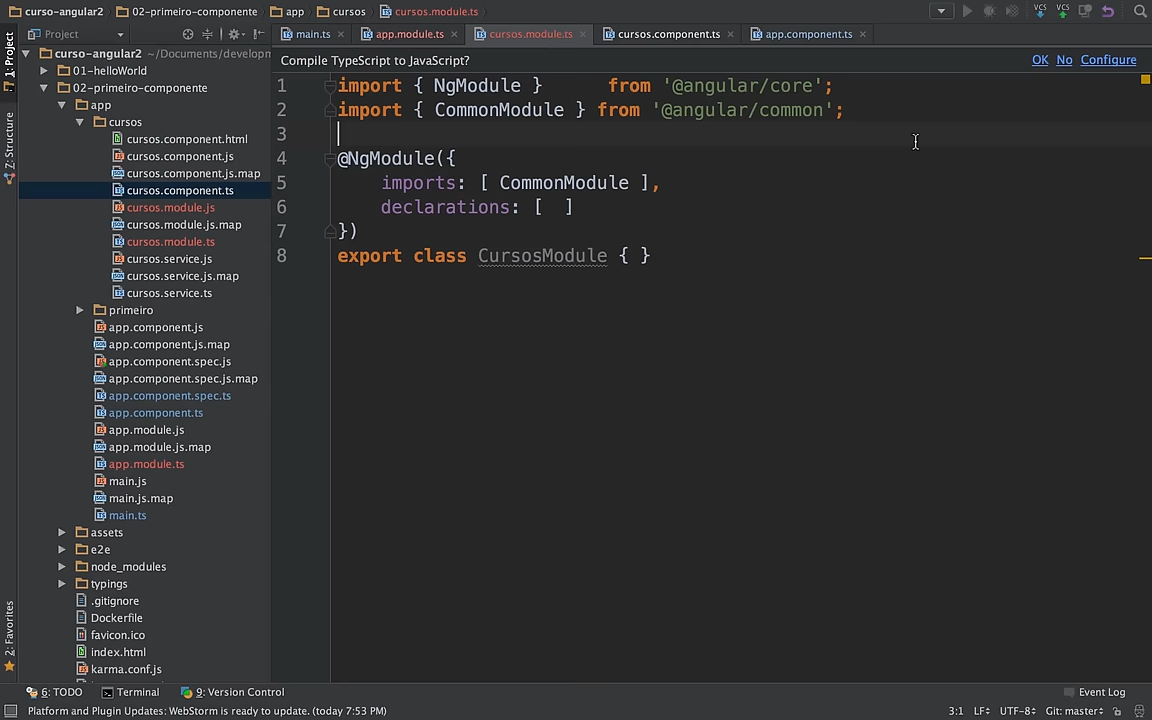 curso-angular2 02-primeiro-componente app cursos cursos.module.ts
1: Project
Project
main.ts app.module.ts cursos.module.ts cursos.component.ts app.component.ts
curso-angular2 ~/Documents/developn
01-helloWorld
02-primeiro-componente
app
cursos
cursos.component.html
cursos.component.js
cursos.component.js.map
cursos.component.ts
cursos.module.js
cursos.module.js.map
cursos.module.ts
cursos.service.js
cursos.service.js.map
cursos.service.ts
primeiro
app.component.js
app.component.js.map
app.component.spec.js
app.component.spec.js.map
app.component.spec.ts
app.component.ts
app.module.js
app.module.js.map
app.module.ts
main.js
main.js.map
main.ts
assets
e2e
node_modules
typings
.gitignore
Dockerfile
favicon.ico
index.html
karma.conf.js
Z: Structure
2: Favorites
VCS VCS
Compile TypeScript to JavaScript? OK No Configure
1 import { NgModule } from '@angular/core';
2 import { CommonModule } from '@angular/common';
3
4 @NgModule({
5 imports: [ CommonModule ],
6 declarations: [ ]
7 })
8 export class CursosModule { }
6: TODO Terminal 9: Version Control Event Log
Platform and Plugin Updates: WebStorm is ready to update. (today 7:53 PM) 3:1 LF UTF-8 Git: master